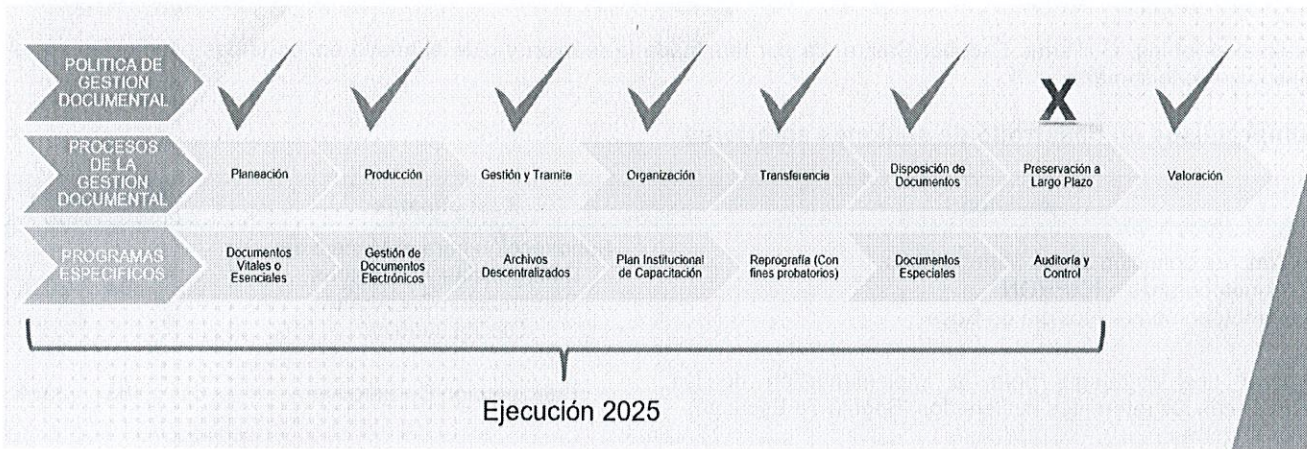 POLITICA DE
GESTION
DOCUMENTAL
X
PROCESOS
DE LA
GESTION
DOCUMENTAL
Planeación
Producción
Gestión y Tramite
Organización
Transferencia
Disposición de
Documentos
Preservación a
Largo Plazo
Valoración
PROGRAMAS
ESPECIFICOS
Documentos
Vitales o
Esenciales
Gestión de
Documentos
Electrónicos
Archivos
Descentralizados
Plan Institucional
de Capacitación
Reprografía (Con
fines probatorios)
Documentos
Especiales
Auditoría y
Control
Ejecución 2025